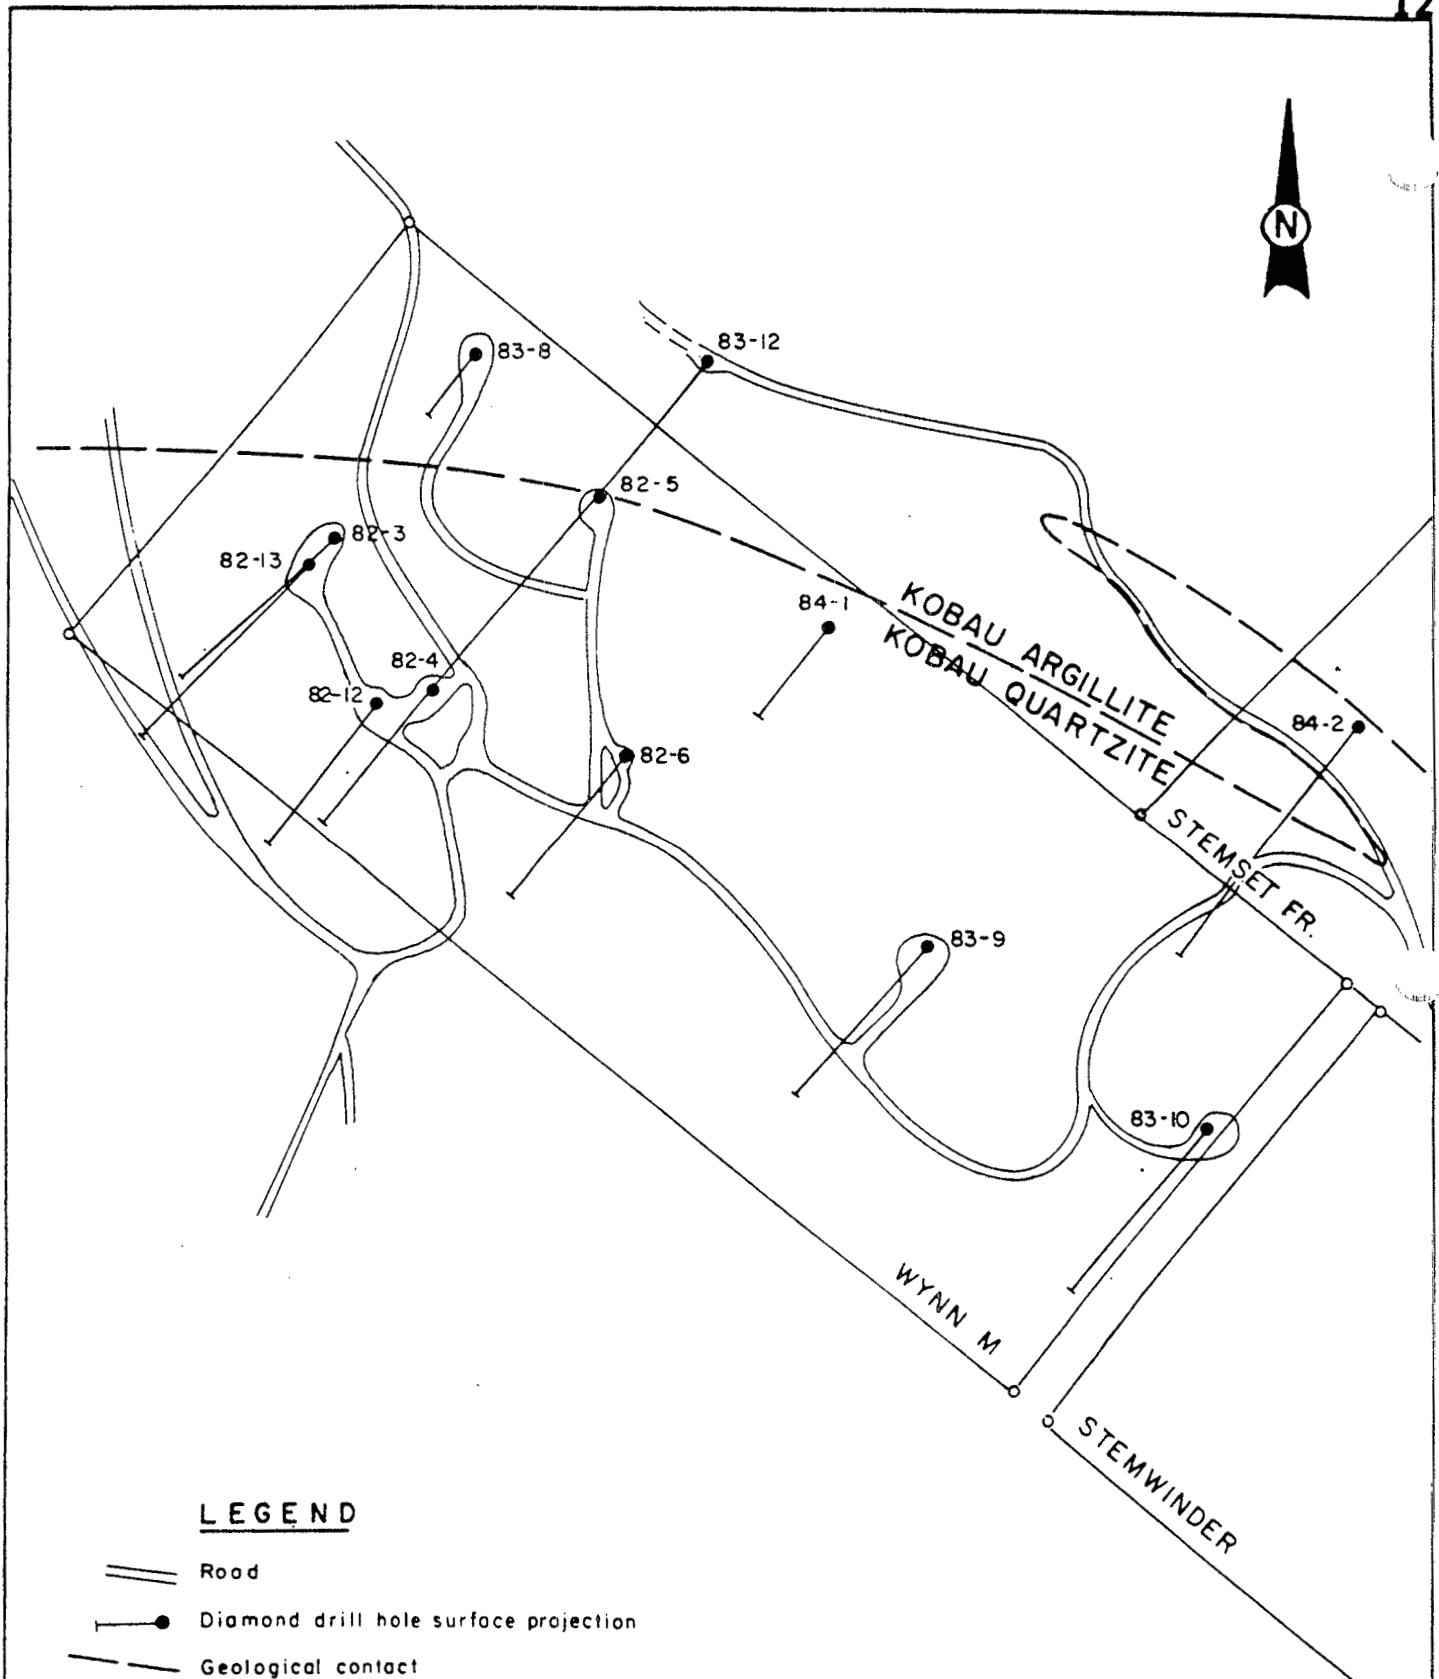 12
N
83-8
83-12
82-5
82-3
82-13
84-1
KOBAU ARGILLITE
KOBAU QUARTZITE
82-4
82-12
84-2
82-6
STEMSET FR.
83-9
83-10
WYNN M
STEMWINDER
LEGEND
Road
Diamond drill hole surface projection
Geological contact